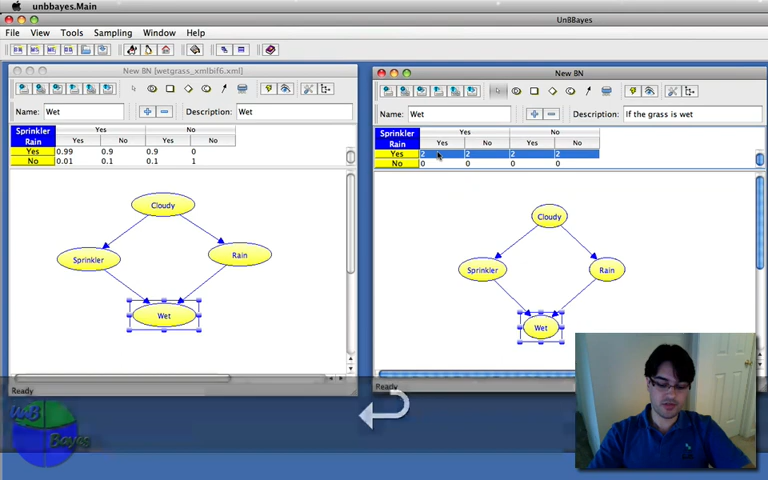 unbbayes.Main
UnBBayes
File View Tools Sampling Window Help
New BN [wetgrass_xmlbif6.xml]
Name: Wet Description: Wet
Sprinkler Yes No
Rain Yes No Yes No
Yes 0.99 0.9 0.9 0
No 0.01 0.1 0.1 1
Cloudy
Sprinkler
Rain
Wet
Ready
New BN
Name: Wet Description: If the grass is wet
Sprinkler Yes No
Rain Yes No Yes No
Yes 2 2 2 2
No 0 0 0 0
Cloudy
Sprinkler
Rain
Wet
Ready
UnB
Bayes